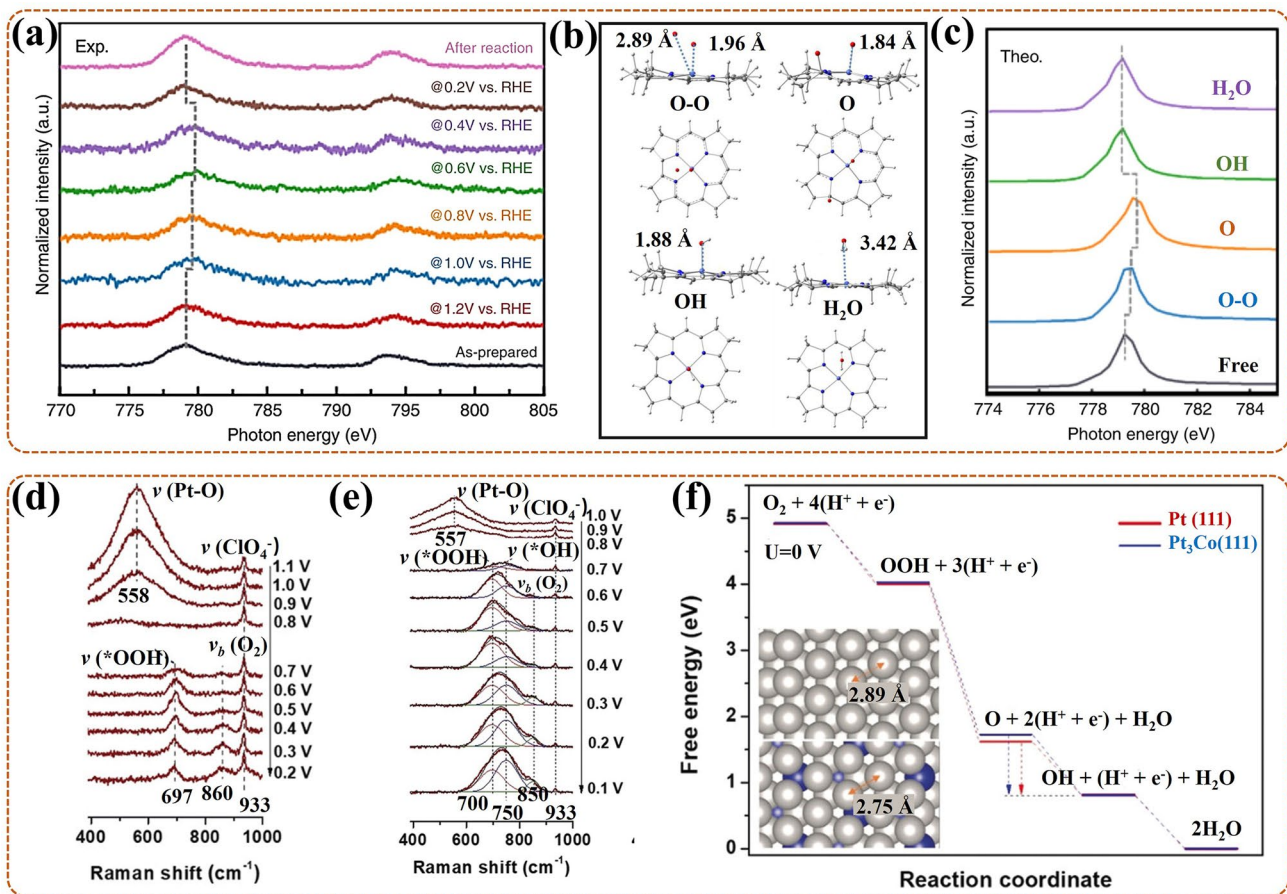 (a)
Exp.
After reaction
@0.2V vs. RHE
@0.4V vs. RHE
@0.6V vs. RHE
@0.8V vs. RHE
@1.0V vs. RHE
@1.2V vs. RHE
As-prepared
Normalized intensity (a.u.)
770 775 780 785 790 795 800 805
Photon energy (eV)
(b)
2.89 Å 1.96 Å
O-O
1.84 Å
O
1.88 Å
OH
3.42 Å
H₂O
(c)
Theo.
H₂O
OH
O
O-O
Free
Normalized intensity (a.u.)
774 776 778 780 782 784
Photon energy (eV)
(d)
ν (Pt-O)
558
ν (ClO₄⁻)
1.1 V
1.0 V
0.9 V
0.8 V
ν (*OOH)
ν_b (O₂)
0.7 V
0.6 V
0.5 V
0.4 V
0.3 V
0.2 V
697 860 933
400 600 800 1000
Raman shift (cm⁻¹)
(e)
ν (Pt-O)
557
ν (ClO₄⁻)
1.0 V
0.9 V
0.8 V
ν (*OOH)
ν (*OH)
0.7 V
ν_b (O₂)
0.6 V
0.5 V
0.4 V
0.3 V
0.2 V
0.1 V
700 750 850 933
400 600 800 1000
Raman shift (cm⁻¹)
(f)
O₂ + 4(H⁺ + e⁻)
U=0 V
Pt (111)
Pt₃Co(111)
OOH + 3(H⁺ + e⁻)
2.89 Å
O + 2(H⁺ + e⁻) + H₂O
OH + (H⁺ + e⁻) + H₂O
2.75 Å
2H₂O
Free energy (eV)
5
4
3
2
1
0
Reaction coordinate